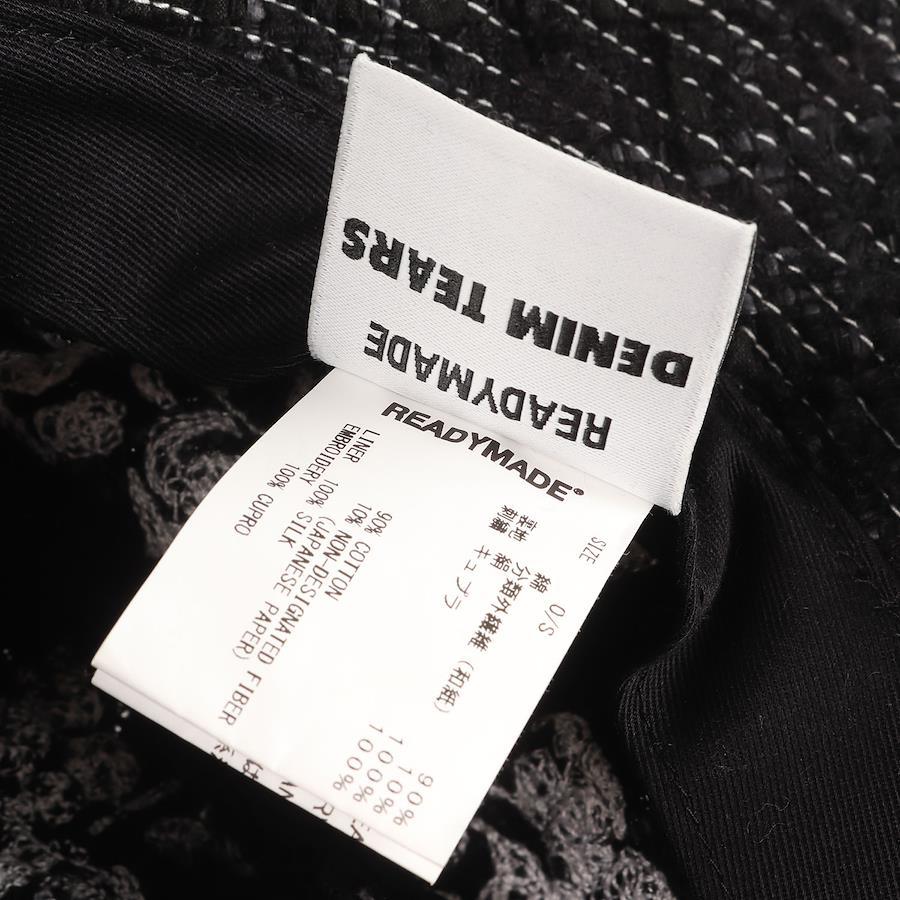 READYMADE
DENIM TEARS
READYMADE
SIZE O/S
綿 90%
分類外繊維 (和紙) 10%
裏地 絹 100%
刺繍 キュプラ 100%
90% COTTON
10% NON-DESIGNATED FIBER
(JAPANESE PAPER)
LINER 100% SILK
EMBROIDERY 100% CUPRO